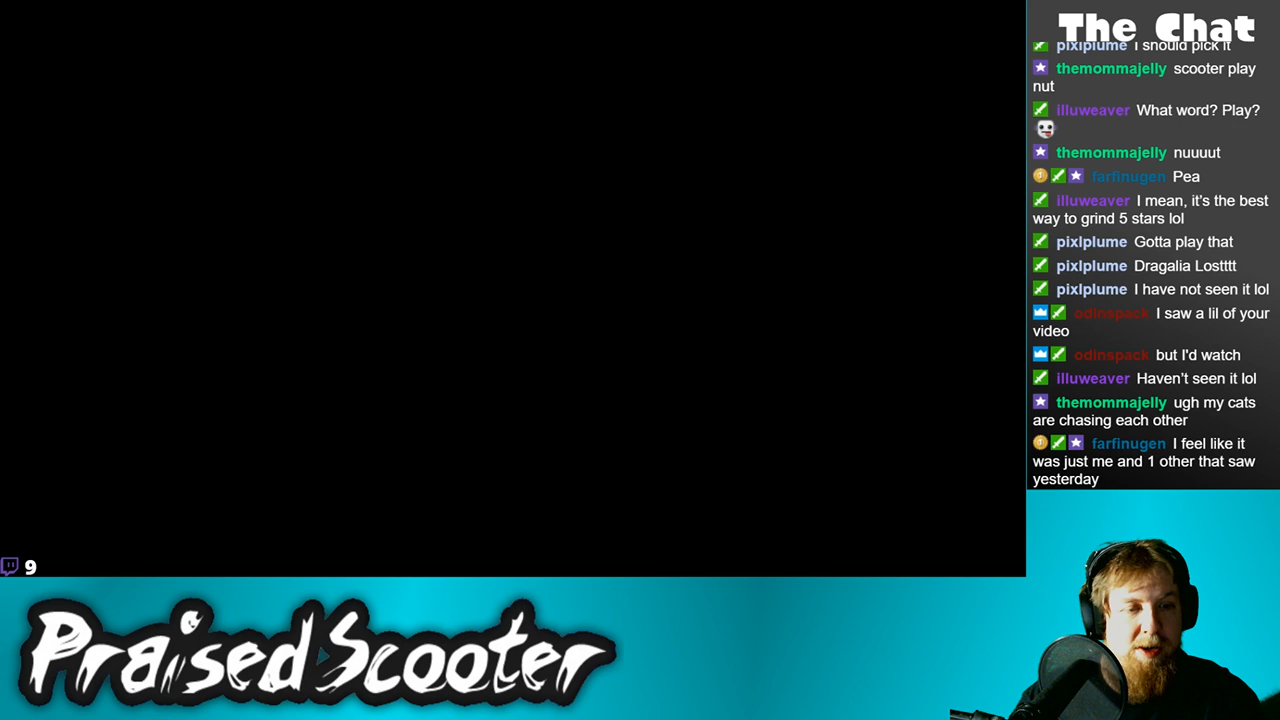 The Chat
pixlplume I should pick it
themommajelly scooter play
nut
illuweaver What word? Play?
themommajelly nuuuut
farfinugen Pea
illuweaver I mean, it's the best
way to grind 5 stars lol
pixlplume Gotta play that
pixlplume Dragalia Lostttt
pixlplume I have not seen it lol
odinspack I saw a lil of your
video
odinspack but I'd watch
illuweaver Haven't seen it lol
themommajelly ugh my cats
are chasing each other
farfinugen I feel like it
was just me and 1 other that saw
yesterday
9
PraisedScooter